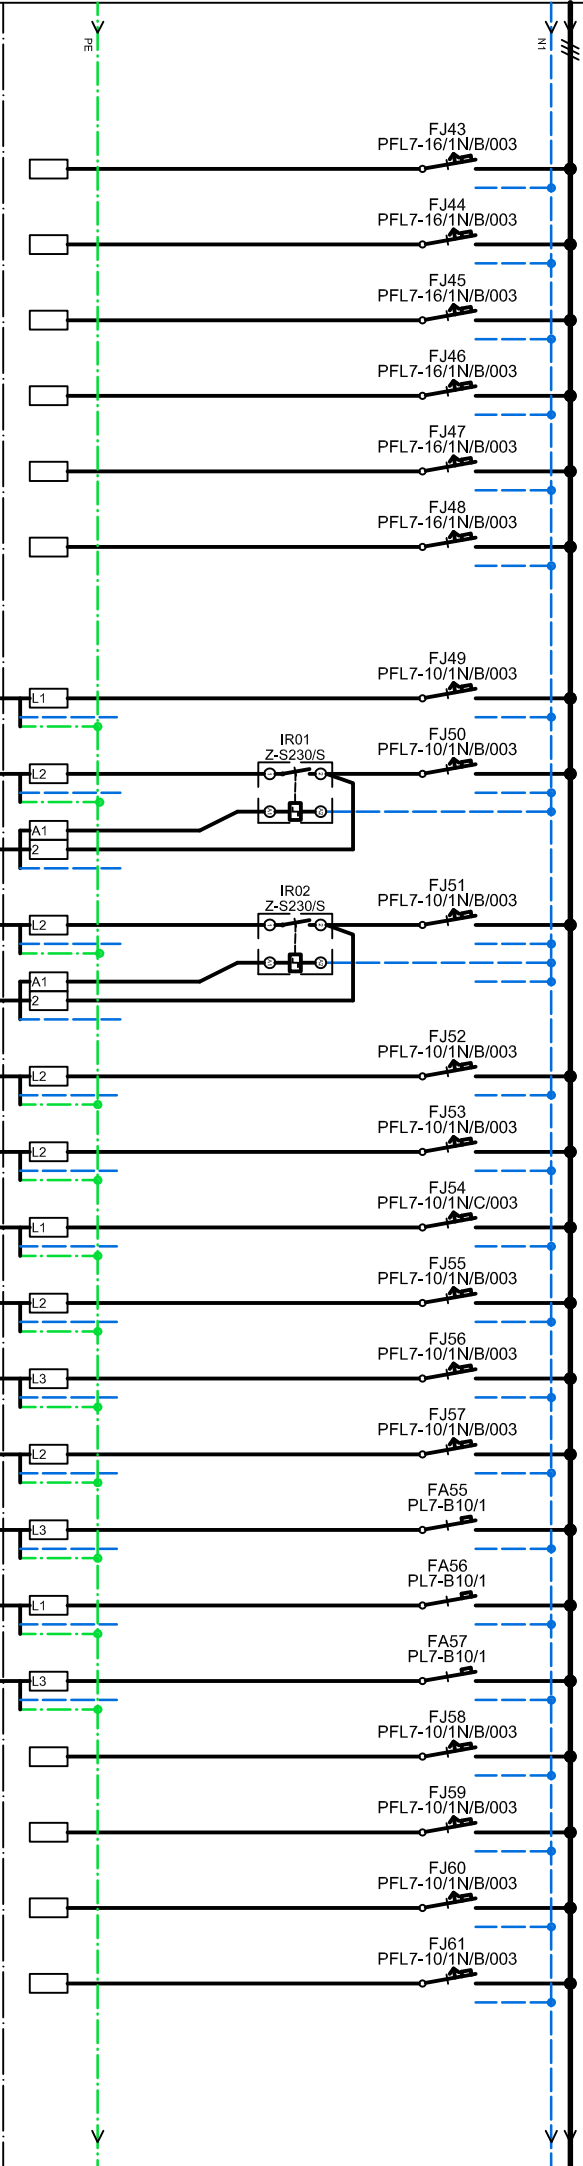 PE
N1
FJ43
PFL7-16/1N/B/003
FJ44
PFL7-16/1N/B/003
FJ45
PFL7-16/1N/B/003
FJ46
PFL7-16/1N/B/003
FJ47
PFL7-16/1N/B/003
FJ48
PFL7-16/1N/B/003
FJ49
PFL7-10/1N/B/003
L1
FJ50
PFL7-10/1N/B/003
IR01
Z-S230/S
L2
A1
2
FJ51
PFL7-10/1N/B/003
IR02
Z-S230/S
L2
A1
2
FJ52
PFL7-10/1N/B/003
L2
FJ53
PFL7-10/1N/B/003
L2
FJ54
PFL7-10/1N/C/003
L1
FJ55
PFL7-10/1N/B/003
L2
FJ56
PFL7-10/1N/B/003
L3
FJ57
PFL7-10/1N/B/003
L2
FA55
PL7-B10/1
L3
FA56
PL7-B10/1
L1
FA57
PL7-B10/1
L3
FJ58
PFL7-10/1N/B/003
FJ59
PFL7-10/1N/B/003
FJ60
PFL7-10/1N/B/003
FJ61
PFL7-10/1N/B/003